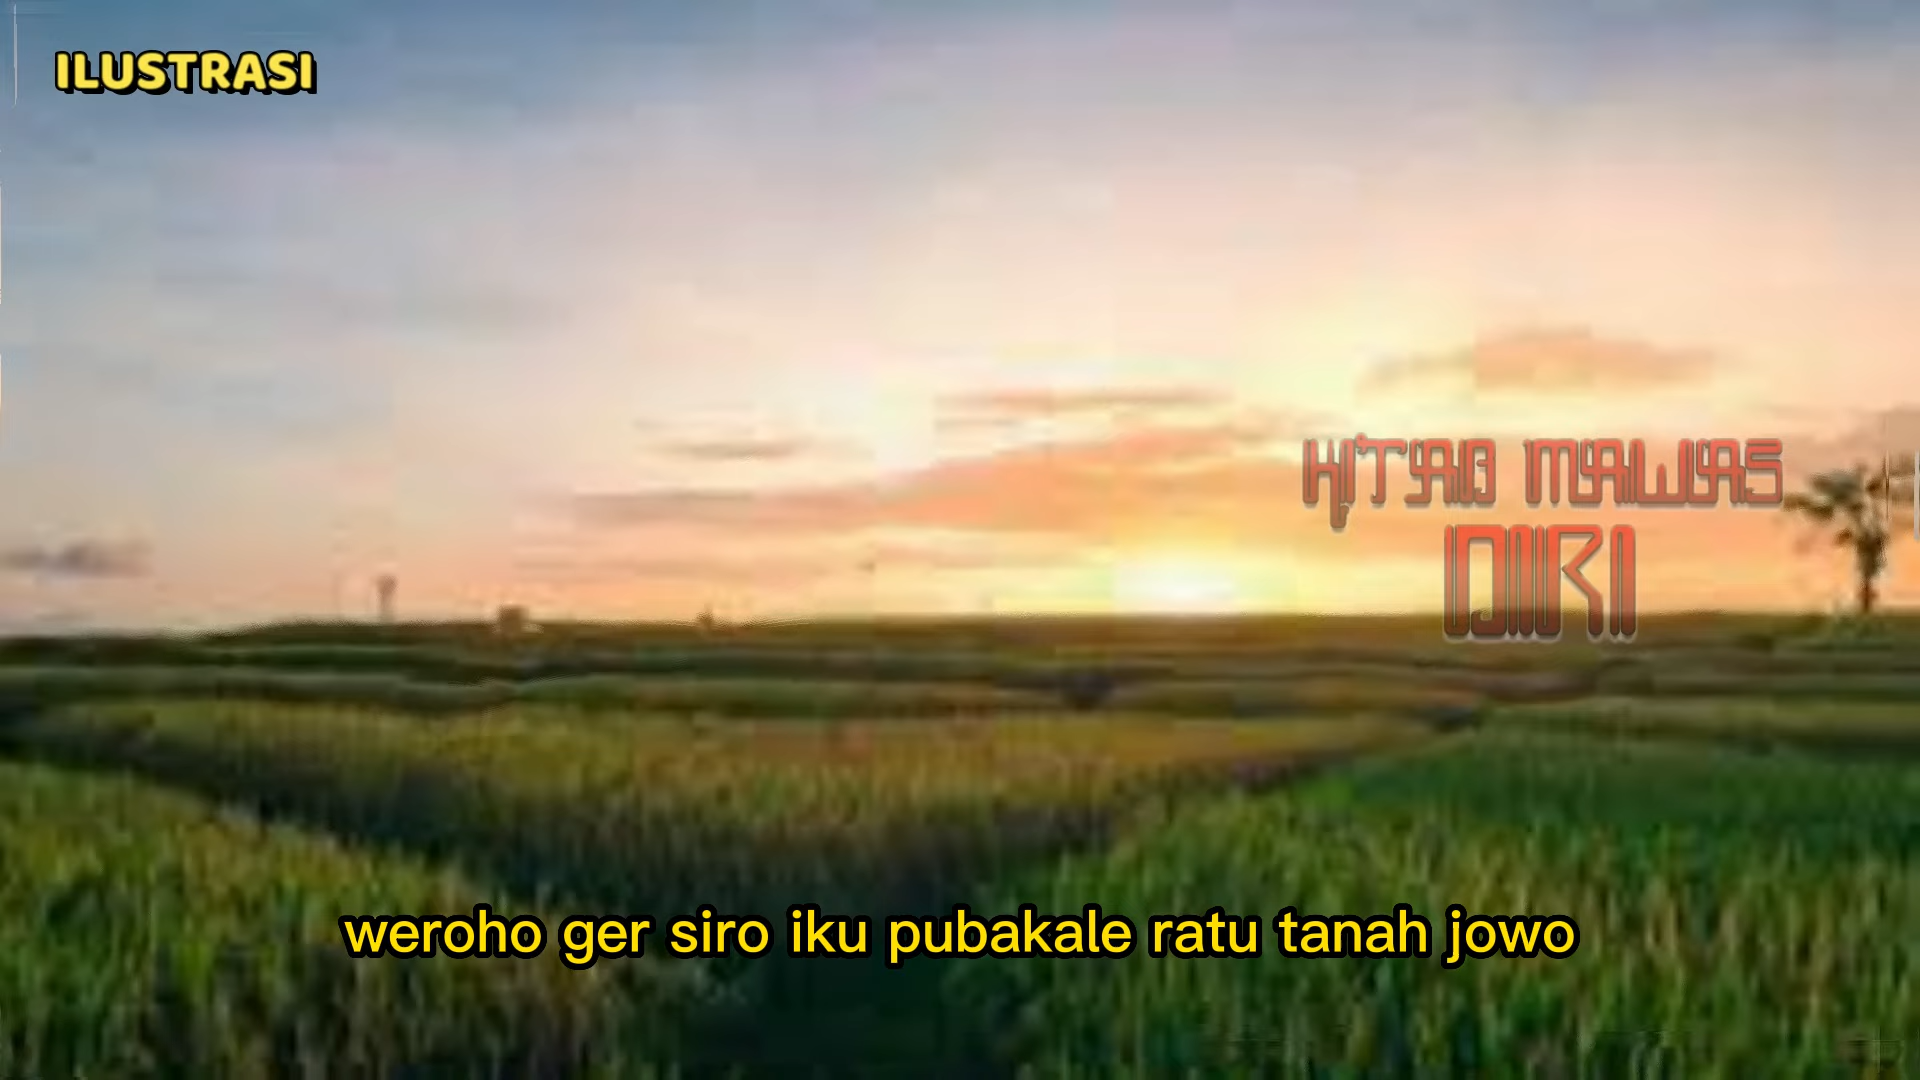 ILUSTRASI
KITAB MAWAS
DIRI
weroho ger siro iku pubakale ratu tanah jowo